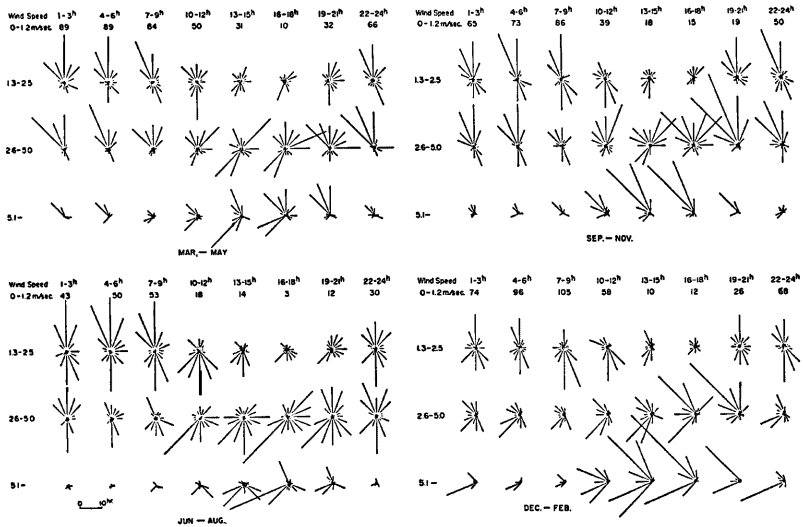 Wind Speed 1-3h 4-6h 7-9h 10-12h 13-15h 16-18h 19-21h 22-24h
0-1.2m/sec. 89 89 84 50 31 10 32 66
1.3-2.5
2.6-5.0
5.1-
MAR.— MAY
Wind Speed 1-3h 4-6h 7-9h 10-12h 13-15h 16-18h 19-21h 22-24h
0-1.2m/sec. 65 73 86 39 18 15 19 50
1.3-2.5
2.6-5.0
5.1-
SEP.— NOV.
Wind Speed 1-3h 4-6h 7-9h 10-12h 13-15h 16-18h 19-21h 22-24h
0-1.2m/sec. 43 50 53 18 14 3 12 30
1.3-2.5
2.6-5.0
5.1-
0 10hr.
JUN — AUG.
Wind Speed 1-3h 4-6h 7-9h 10-12h 13-15h 16-18h 19-21h 22-24h
0-1.2m/sec. 74 96 105 58 10 12 26 68
1.3-2.5
2.6-5.0
5.1-
DEC.— FEB.